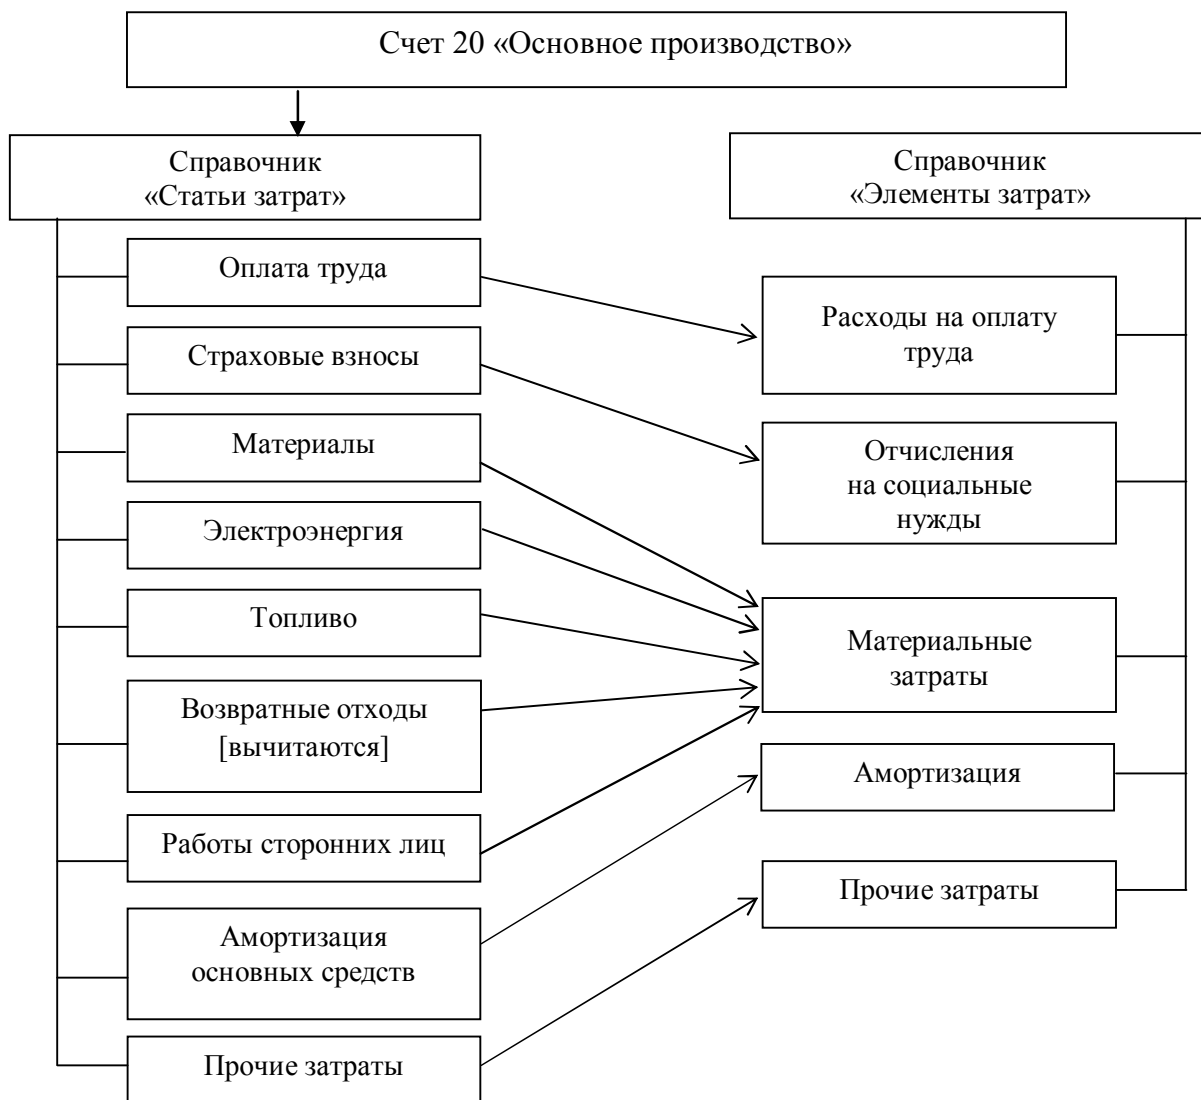 Счет 20 «Основное производство»
Справочник
«Статьи затрат»
Оплата труда
Страховые взносы
Материалы
Электроэнергия
Топливо
Возвратные отходы
[вычитаются]
Работы сторонних лиц
Амортизация
основных средств
Прочие затраты
Справочник
«Элементы затрат»
Расходы на оплату
труда
Отчисления
на социальные
нужды
Материальные
затраты
Амортизация
Прочие затраты